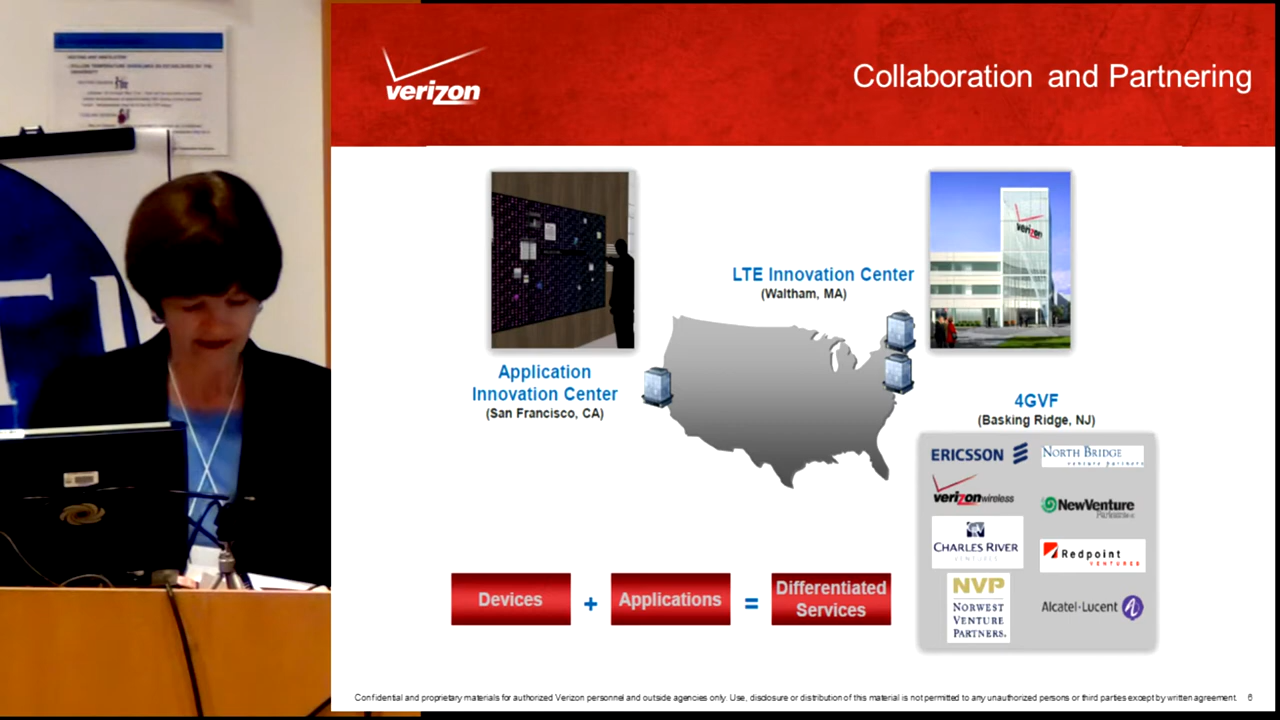 verizon
Collaboration and Partnering
verizon
LTE Innovation Center
(Waltham, MA)
Application
Innovation Center
(San Francisco, CA)
4GVF
(Basking Ridge, NJ)
ERICSSON
NORTH BRIDGE
venture partners
verizon wireless
NewVenture
Partners
CHARLES RIVER
VENTURES
Redpoint
VENTURES
NVP
NORWEST
VENTURE
PARTNERS.
Alcatel·Lucent
Devices + Applications = Differentiated
Services
Confidential and proprietary materials for authorized Verizon personnel and outside agencies only. Use, disclosure or distribution of this material is not permitted to any unauthorized persons or third parties except by written agreement. 6